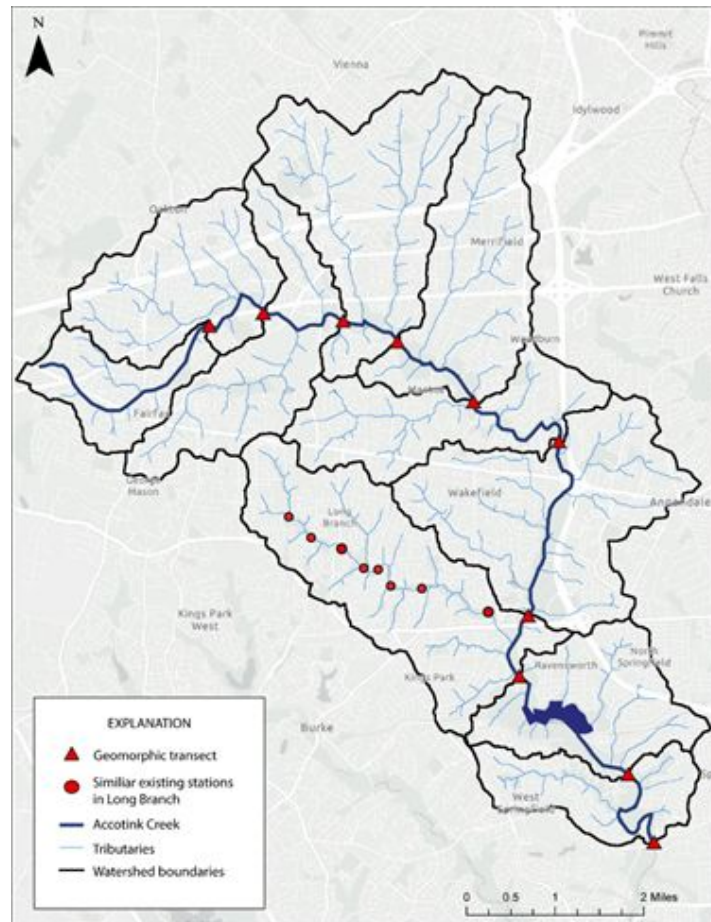 N
Pimmit
Hills
Vienna
Idylwood
Oakton
Merrifield
West Falls
Church
Woodburn
Mantua
Fairfax
George
Mason
Wakefield
Annandale
Long
Branch
Kings Park
West
North
Springfield
Ravensworth
Kings Park
Burke
West
Springfield
Sp
EXPLANATION
Geomorphic transect
Similiar existing stations
in Long Branch
Accotink Creek
Tributaries
Watershed boundaries
0 0.5 1 2 Miles